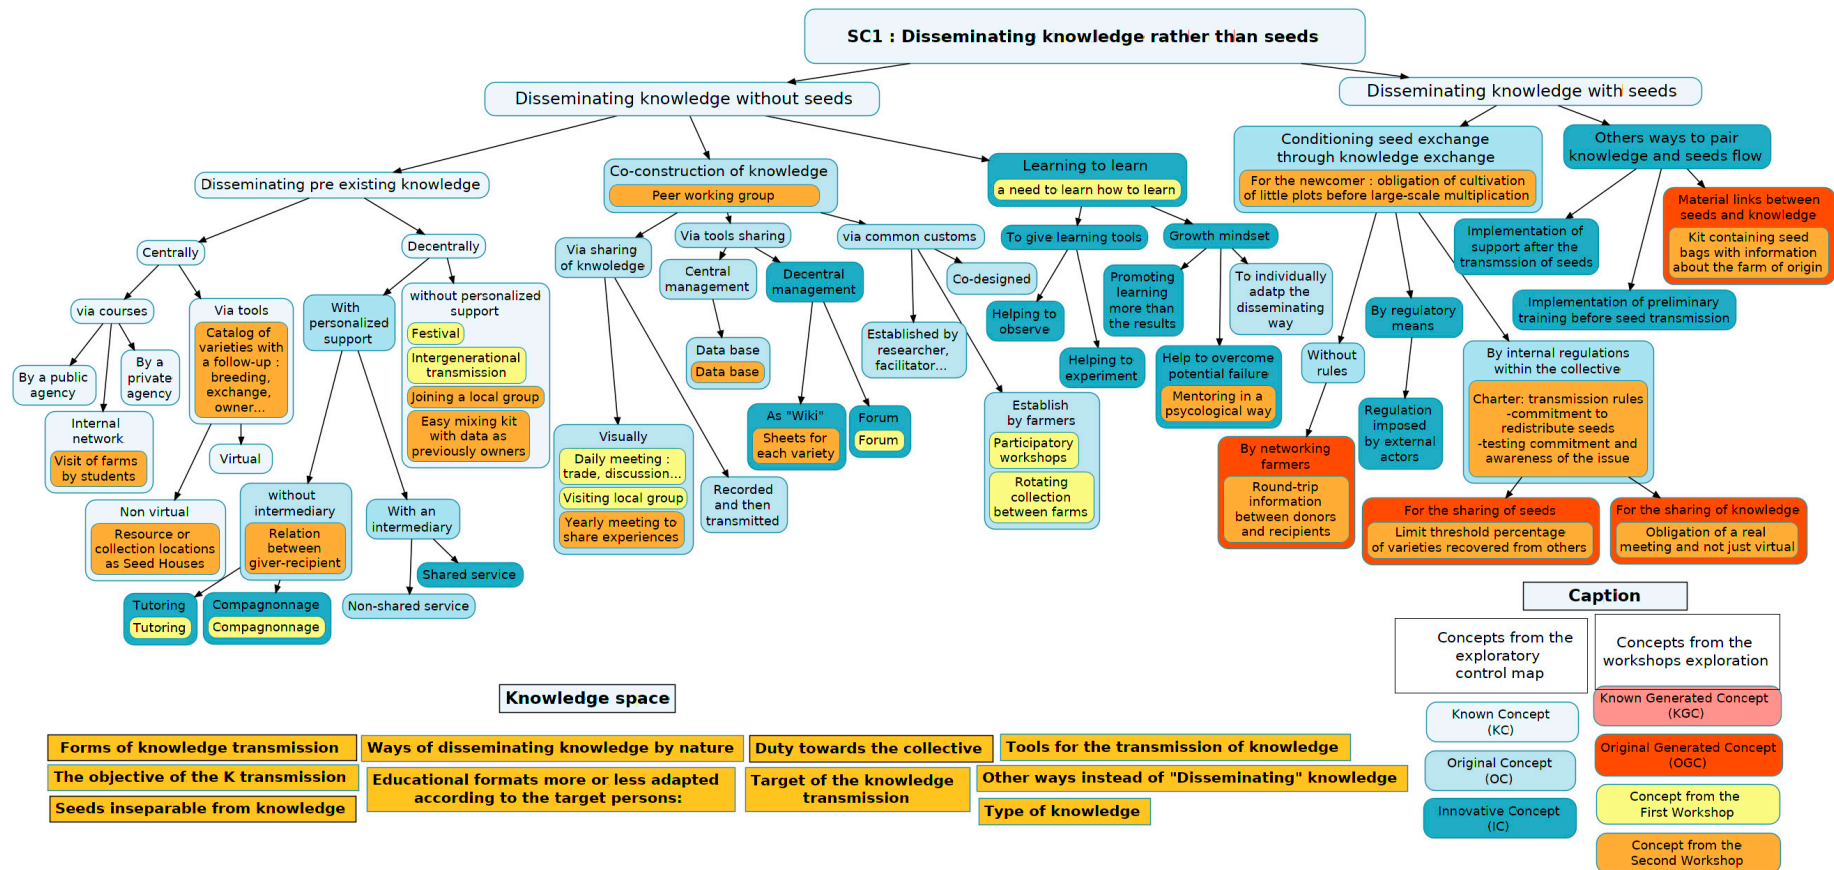 SC1 : Disseminating knowledge rather than seeds
Disseminating knowledge without seeds
Disseminating knowledge with seeds
Disseminating pre existing knowledge
Centrally
via courses
By a public
agency
Internal
network
Visit of farms
by students
By a
private
agency
Via tools
Catalog of
varieties with
a follow-up :
breeding,
exchange,
owner...
Non virtual
Resource or
collection locations
as Seed Houses
Virtual
Decentrally
With
personalized
support
without
intermediary
Relation
between
giver-recipient
Tutoring
Tutoring
Compagnonnage
Compagnonnage
With an
intermediary
Non-shared service
Shared service
without personalized
support
Festival
Intergenerational
transmission
Joining a local group
Easy mixing kit
with data as
previously owners
Co-construction of knowledge
Peer working group
Via sharing
of knwoledge
Visually
Daily meeting :
trade, discussion...
Visiting local group
Yearly meeting to
share experiences
Recorded
and then
transmitted
Via tools sharing
Central
management
Data base
Data base
Decentral
management
As "Wiki"
Sheets for
each variety
Forum
Forum
via common customs
Established by
researcher,
facilitator...
Co-designed
Establish
by farmers
Participatory
workshops
Rotating
collection
between farms
Learning to learn
a need to learn how to learn
To give learning tools
Helping to
observe
Helping to
experiment
Growth mindset
Promoting
learning
more than
the results
Help to overcome
potential failure
Mentoring in a
psycological way
To individually
adatp the
disseminating
way
Conditioning seed exchange
through knowledge exchange
For the newcomer : obligation of cultivation
of little plots before large-scale multiplication
Without
rules
By networking
farmers
Round-trip
information
between donors
and recipients
By regulatory
means
Regulation
imposed
by external
actors
By internal regulations
within the collective
Charter: transmission rules
-commitment to
redistribute seeds
-testing commitment and
awareness of the issue
For the sharing of seeds
Limit threshold percentage
of varieties recovered from others
For the sharing of knowledge
Obligation of a real
meeting and not just virtual
Others ways to pair
knowledge and seeds flow
Implementation of
support after the
transmssion of seeds
Implementation of preliminary
training before seed transmission
Material links between
seeds and knowledge
Kit containing seed
bags with information
about the farm of origin
Knowledge space
Forms of knowledge transmission
Ways of disseminating knowledge by nature
Duty towards the collective
Tools for the transmission of knowledge
The objective of the K transmission
Educational formats more or less adapted
according to the target persons:
Target of the knowledge
transmission
Other ways instead of "Disseminating" knowledge
Seeds inseparable from knowledge
Type of knowledge
Caption
Concepts from the
exploratory
control map
Known Concept
(KC)
Original Concept
(OC)
Innovative Concept
(IC)
Concepts from the
workshops exploration
Known Generated Concept
(KGC)
Original Generated Concept
(OGC)
Concept from the
First Workshop
Concept from the
Second Workshop